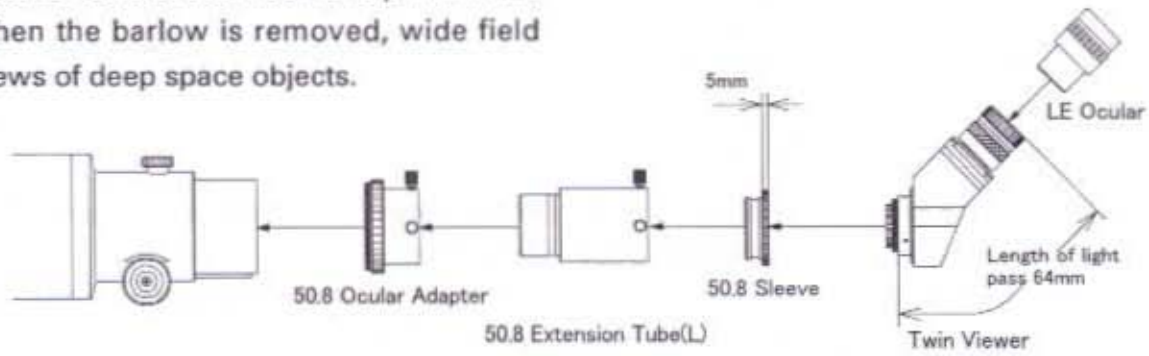 hen the barlow is removed, wide field
ews of deep space objects.
5mm
LE Ocular
50.8 Ocular Adapter
50.8 Sleeve
Length of light
pass 64mm
50.8 Extension Tube(L)
Twin Viewer